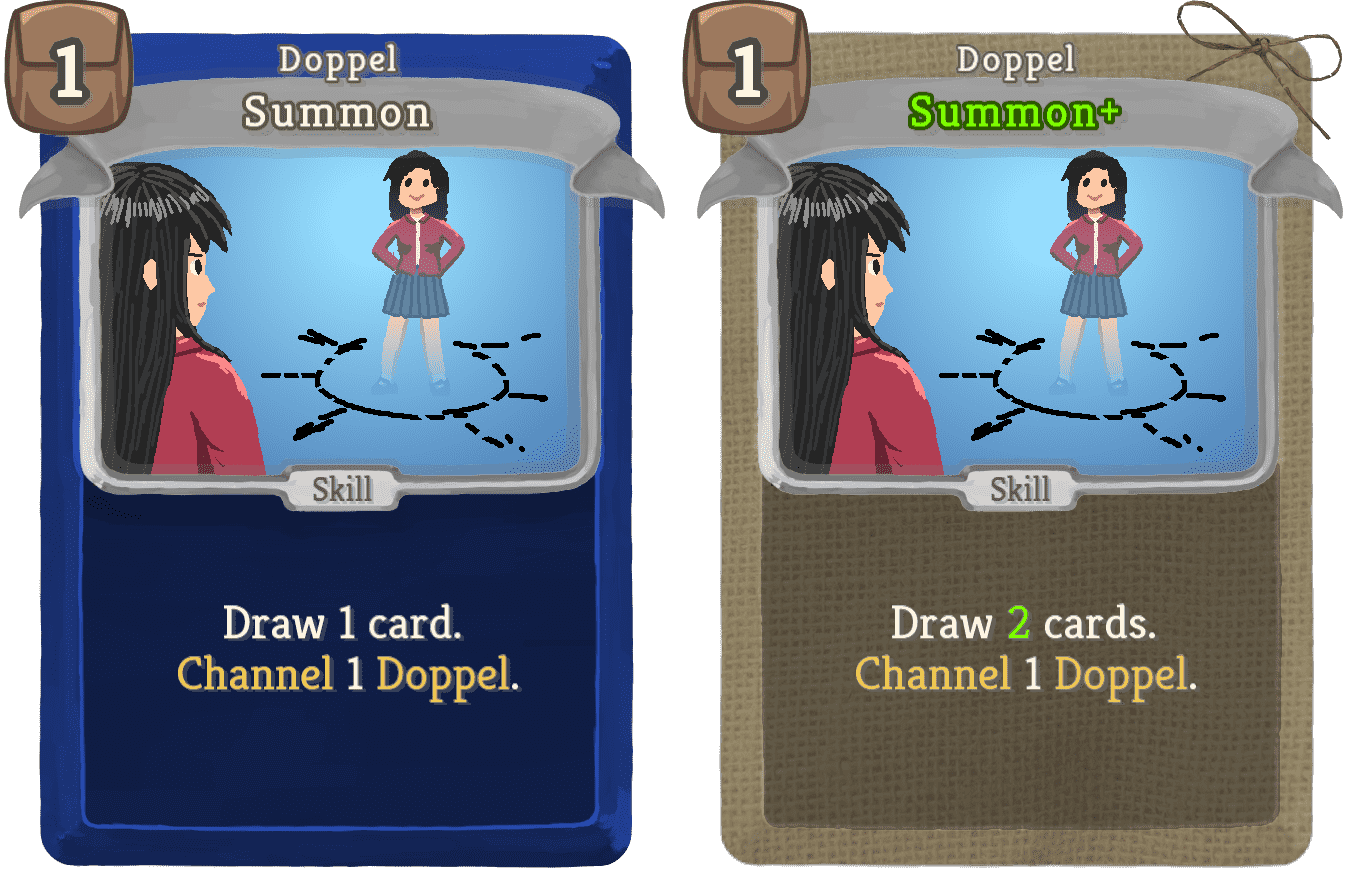 1
Doppel
Summon
Skill
Draw 1 card.
Channel 1 Doppel.
1
Doppel
Summon+
Skill
Draw 2 cards.
Channel 1 Doppel.